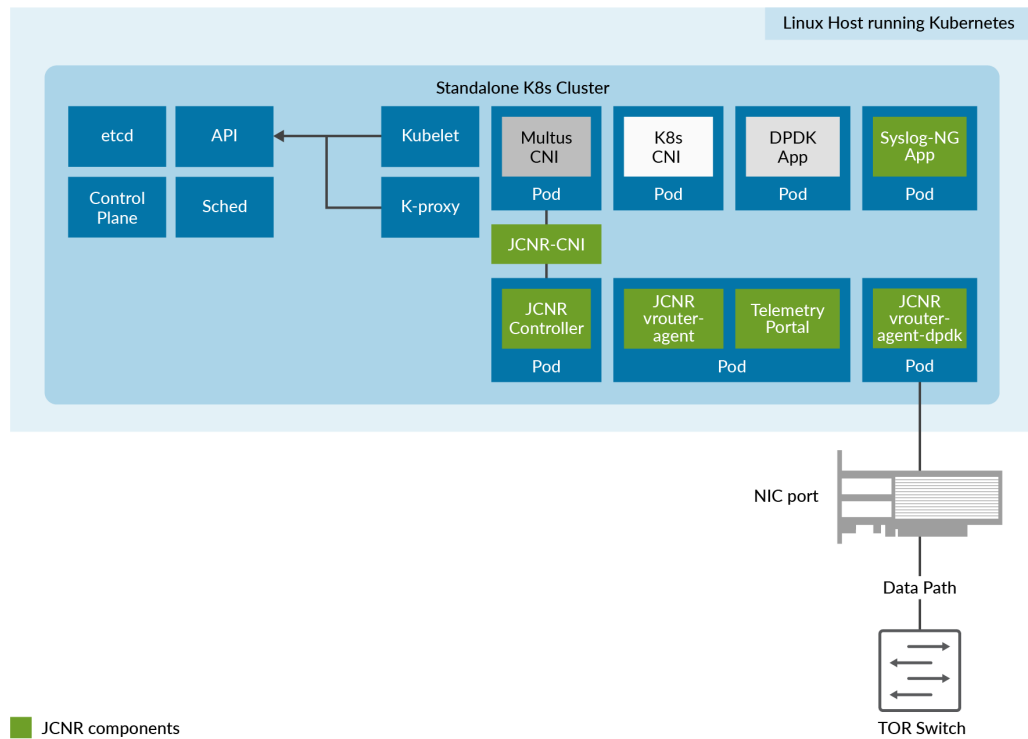 Linux Host running Kubernetes
Standalone K8s Cluster
etcd
API
Kubelet
Control
Plane
Sched
K-proxy
Multus
CNI
Pod
K8s
CNI
Pod
DPDK
App
Pod
Syslog-NG
App
Pod
JCNR-CNI
JCNR
Controller
Pod
JCNR
vrouter-
agent
Telemetry
Portal
Pod
JCNR
vrouter-
agent-dpdk
Pod
NIC port
Data Path
TOR Switch
JCNR components